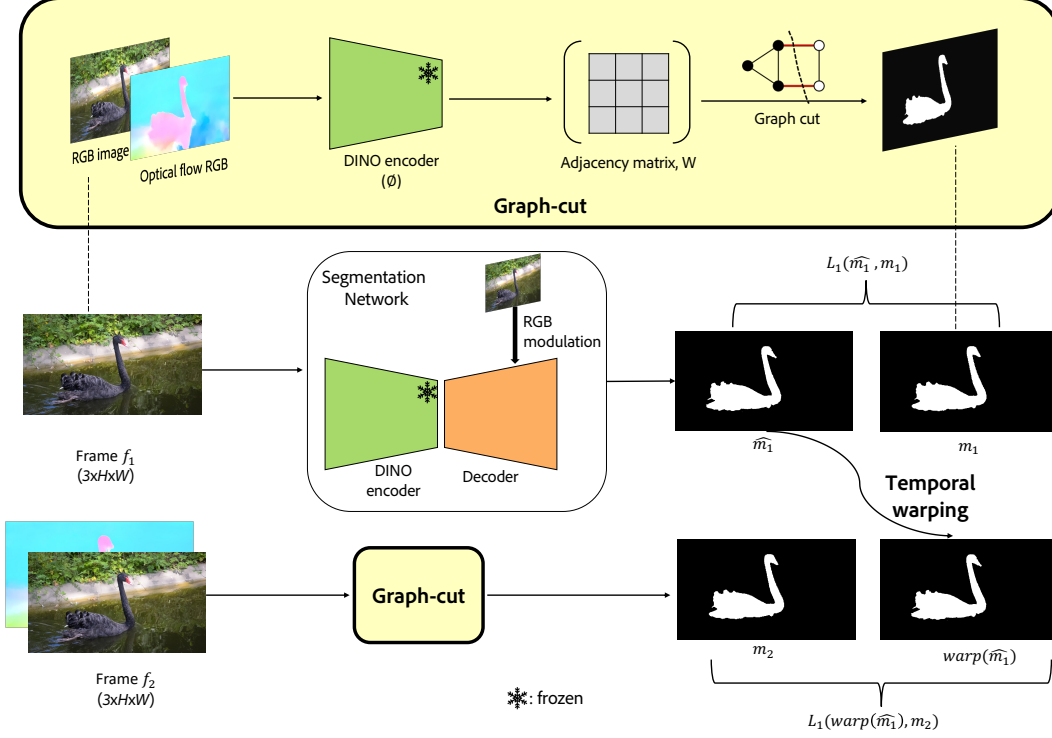 RGB image
Optical flow RGB
DINO encoder
(Ø)
Adjacency matrix, W
Graph cut
Graph-cut
Segmentation
Network
RGB
modulation
DINO
encoder
Decoder
Frame f₁
(3xHxW)
L₁(m̂₁ , m₁)
m̂₁
m₁
Temporal
warping
Graph-cut
Frame f₂
(3xHxW)
m₂
warp(m̂₁)
: frozen
L₁(warp(m̂₁), m₂)